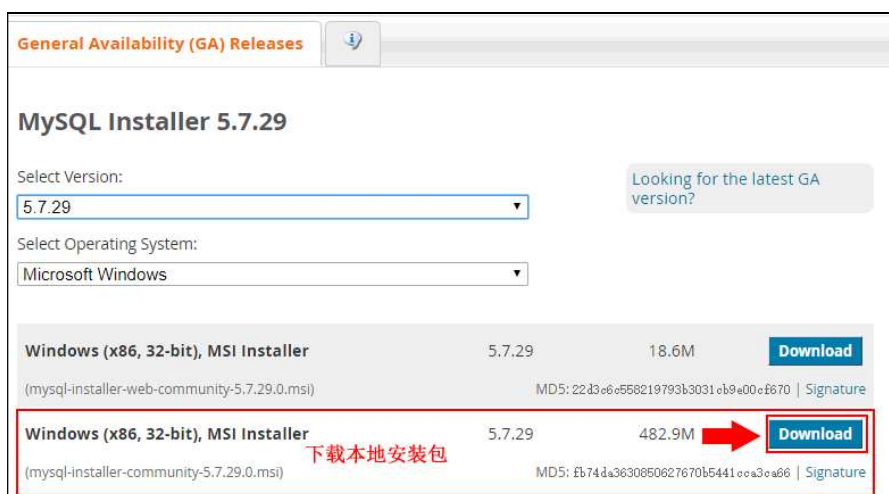 General Availability (GA) Releases
MySQL Installer 5.7.29
Select Version:
Looking for the latest GA
version?
5.7.29
Select Operating System:
Microsoft Windows
Windows (x86, 32-bit), MSI Installer 5.7.29 18.6M Download
(mysql-installer-web-community-5.7.29.0.msi) MD5: 22d3c6c558219793b3031cb9e00cf670 | Signature
Windows (x86, 32-bit), MSI Installer 5.7.29 482.9M Download
下载本地安装包
(mysql-installer-community-5.7.29.0.msi) MD5: fb74da3630850627670b5441cca3ca66 | Signature